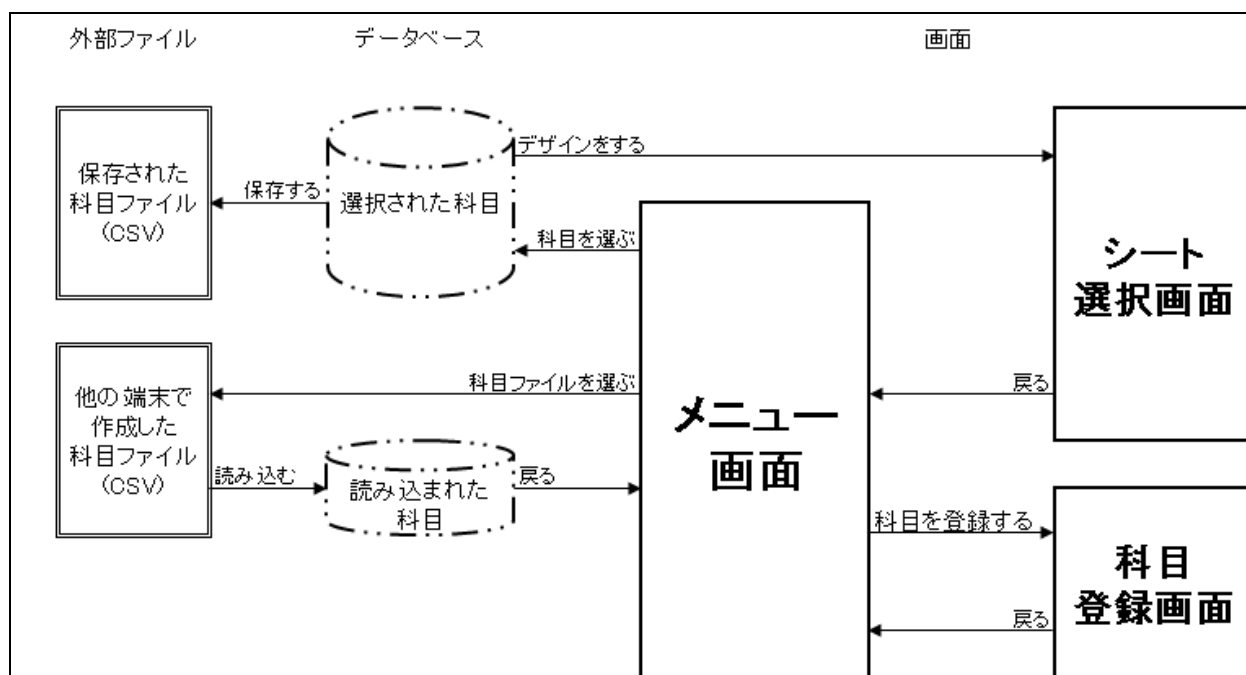 外部ファイル
データベース
画面
デザインをする
保存された
科目ファイル
（CSV）
保存する
選択された科目
科目を選ぶ
シート
選択画面
科目ファイルを選ぶ
戻る
他の端末で
作成した
科目ファイル
（CSV）
メニュー
画面
読み込む
読み込まれた
科目
戻る
科目を登録する
科目
登録画面
戻る